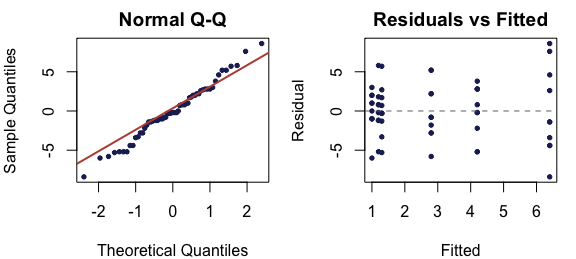 Normal Q-Q
Sample Quantiles
5
0
-5
-2 -1 0 1 2
Theoretical Quantiles
Residuals vs Fitted
Residual
5
0
-5
1 2 3 4 5 6
Fitted